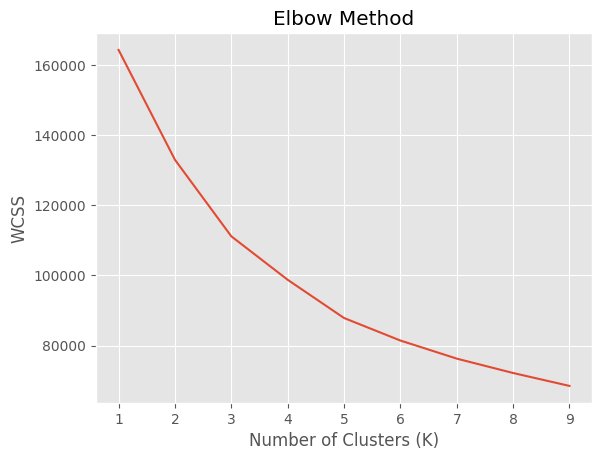 Elbow Method
160000
140000
120000
100000
80000
WCSS
1 2 3 4 5 6 7 8 9
Number of Clusters (K)